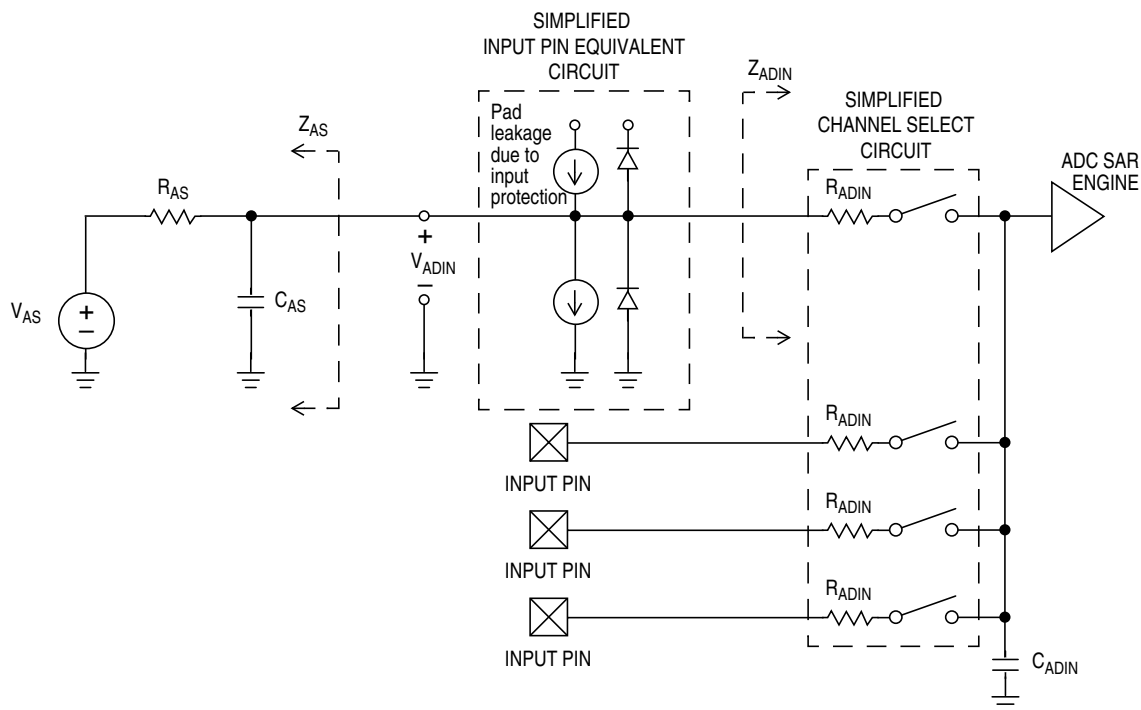 SIMPLIFIED
INPUT PIN EQUIVALENT
CIRCUIT
Z_ADIN
SIMPLIFIED
CHANNEL SELECT
CIRCUIT
ADC SAR
ENGINE
Z_AS
Pad
leakage
due to
input
protection
R_AS
R_ADIN
+
V_ADIN
−
V_AS
+
−
C_AS
R_ADIN
INPUT PIN
R_ADIN
INPUT PIN
R_ADIN
INPUT PIN
C_ADIN